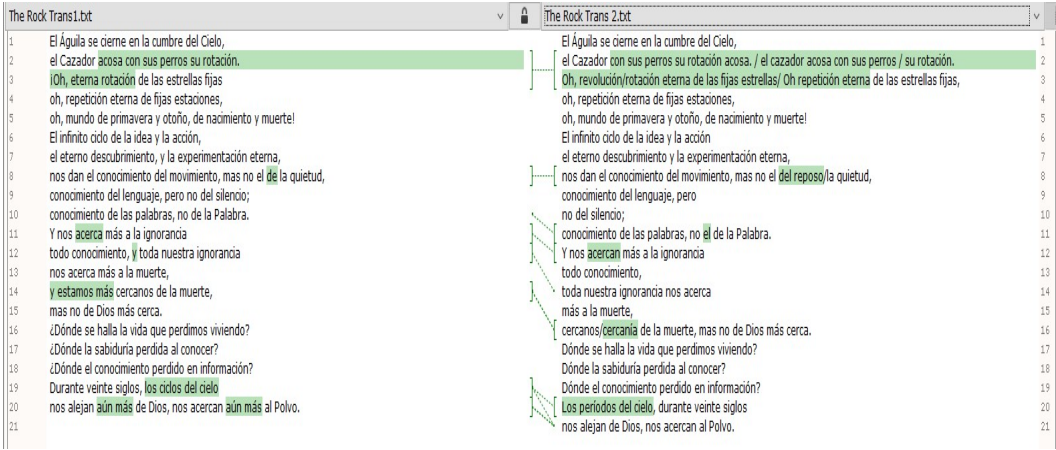 The Rock Trans1.txt
1 El Águila se cierne en la cumbre del Cielo,
2 el Cazador acosa con sus perros su rotación.
3 ¡Oh, eterna rotación de las estrellas fijas
4 oh, repetición eterna de fijas estaciones,
5 oh, mundo de primavera y otoño, de nacimiento y muerte!
6 El infinito ciclo de la idea y la acción,
7 el eterno descubrimiento, y la experimentación eterna,
8 nos dan el conocimiento del movimiento, mas no el de la quietud,
9 conocimiento del lenguaje, pero no del silencio;
10 conocimiento de las palabras, no de la Palabra.
11 Y nos acerca más a la ignorancia
12 todo conocimiento, y toda nuestra ignorancia
13 nos acerca más a la muerte,
14 y estamos más cercanos de la muerte,
15 mas no de Dios más cerca.
16 ¿Dónde se halla la vida que perdimos viviendo?
17 ¿Dónde la sabiduría perdida al conocer?
18 ¿Dónde el conocimiento perdido en información?
19 Durante veinte siglos, los ciclos del cielo
20 nos alejan aún más de Dios, nos acercan aún más al Polvo.
21
The Rock Trans 2.txt
El Águila se cierne en la cumbre del Cielo, 1
el Cazador con sus perros su rotación acosa. / el cazador acosa con sus perros / su rotación. 2
Oh, revolución/rotación eterna de las fijas estrellas/ Oh repetición eterna de las estrellas fijas, 3
oh, repetición eterna de fijas estaciones, 4
oh, mundo de primavera y otoño, de nacimiento y muerte! 5
El infinito ciclo de la idea y la acción 6
el eterno descubrimiento y la experimentación eterna, 7
nos dan el conocimiento del movimiento, mas no el del reposo/la quietud, 8
conocimiento del lenguaje, pero 9
no del silencio; 10
conocimiento de las palabras, no el de la Palabra. 11
Y nos acercan más a la ignorancia 12
todo conocimiento, 13
toda nuestra ignorancia nos acerca 14
más a la muerte, 15
cercanos/cercanía de la muerte, mas no de Dios más cerca. 16
Dónde se halla la vida que perdimos viviendo? 17
Dónde la sabiduría perdida al conocer? 18
Dónde el conocimiento perdido en información? 19
Los períodos del cielo, durante veinte siglos 20
nos alejan de Dios, nos acercan al Polvo. 21